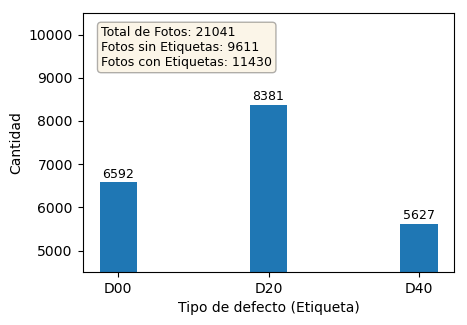 Total de Fotos: 21041
Fotos sin Etiquetas: 9611
Fotos con Etiquetas: 11430
10000
9000
8000
7000
6000
5000
Cantidad
6592
8381
5627
D00
D20
D40
Tipo de defecto (Etiqueta)